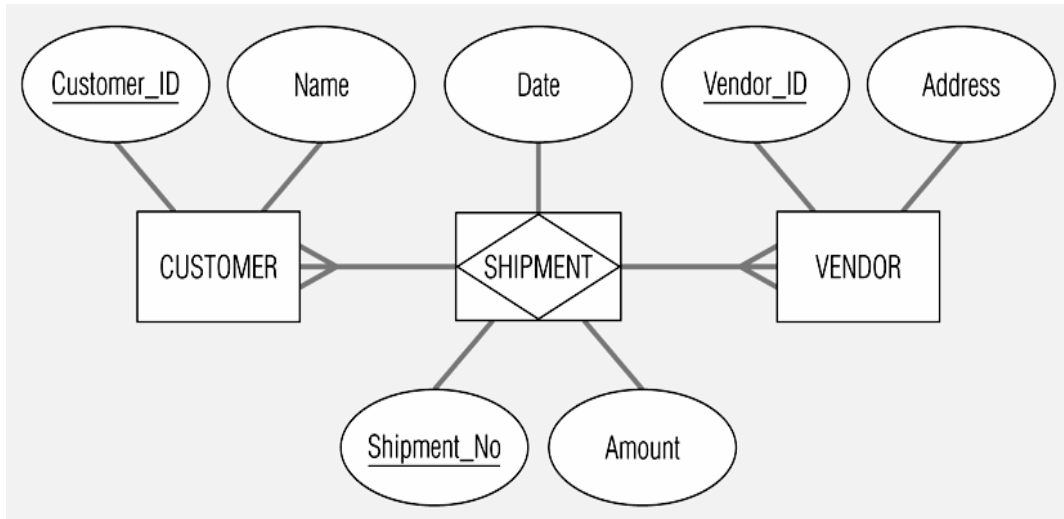 Customer_ID
Name
Date
Vendor_ID
Address
CUSTOMER
SHIPMENT
VENDOR
Shipment_No
Amount